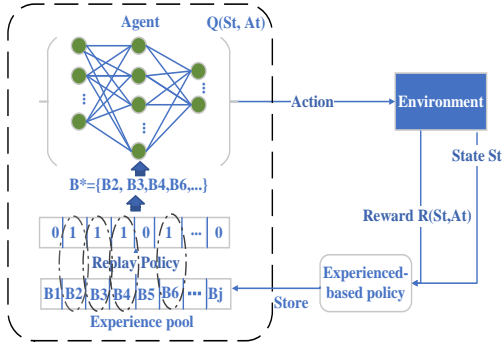 Agent
Q(St, At)
Action
Environment
State St
B*={B2, B3,B4,B6,...}
Reward R(St,At)
0 1 1 1 0 1 ... 0
Replay Policy
Experienced-
based policy
B1 B2 B3 B4 B5 B6 ... Bj
Store
Experience pool